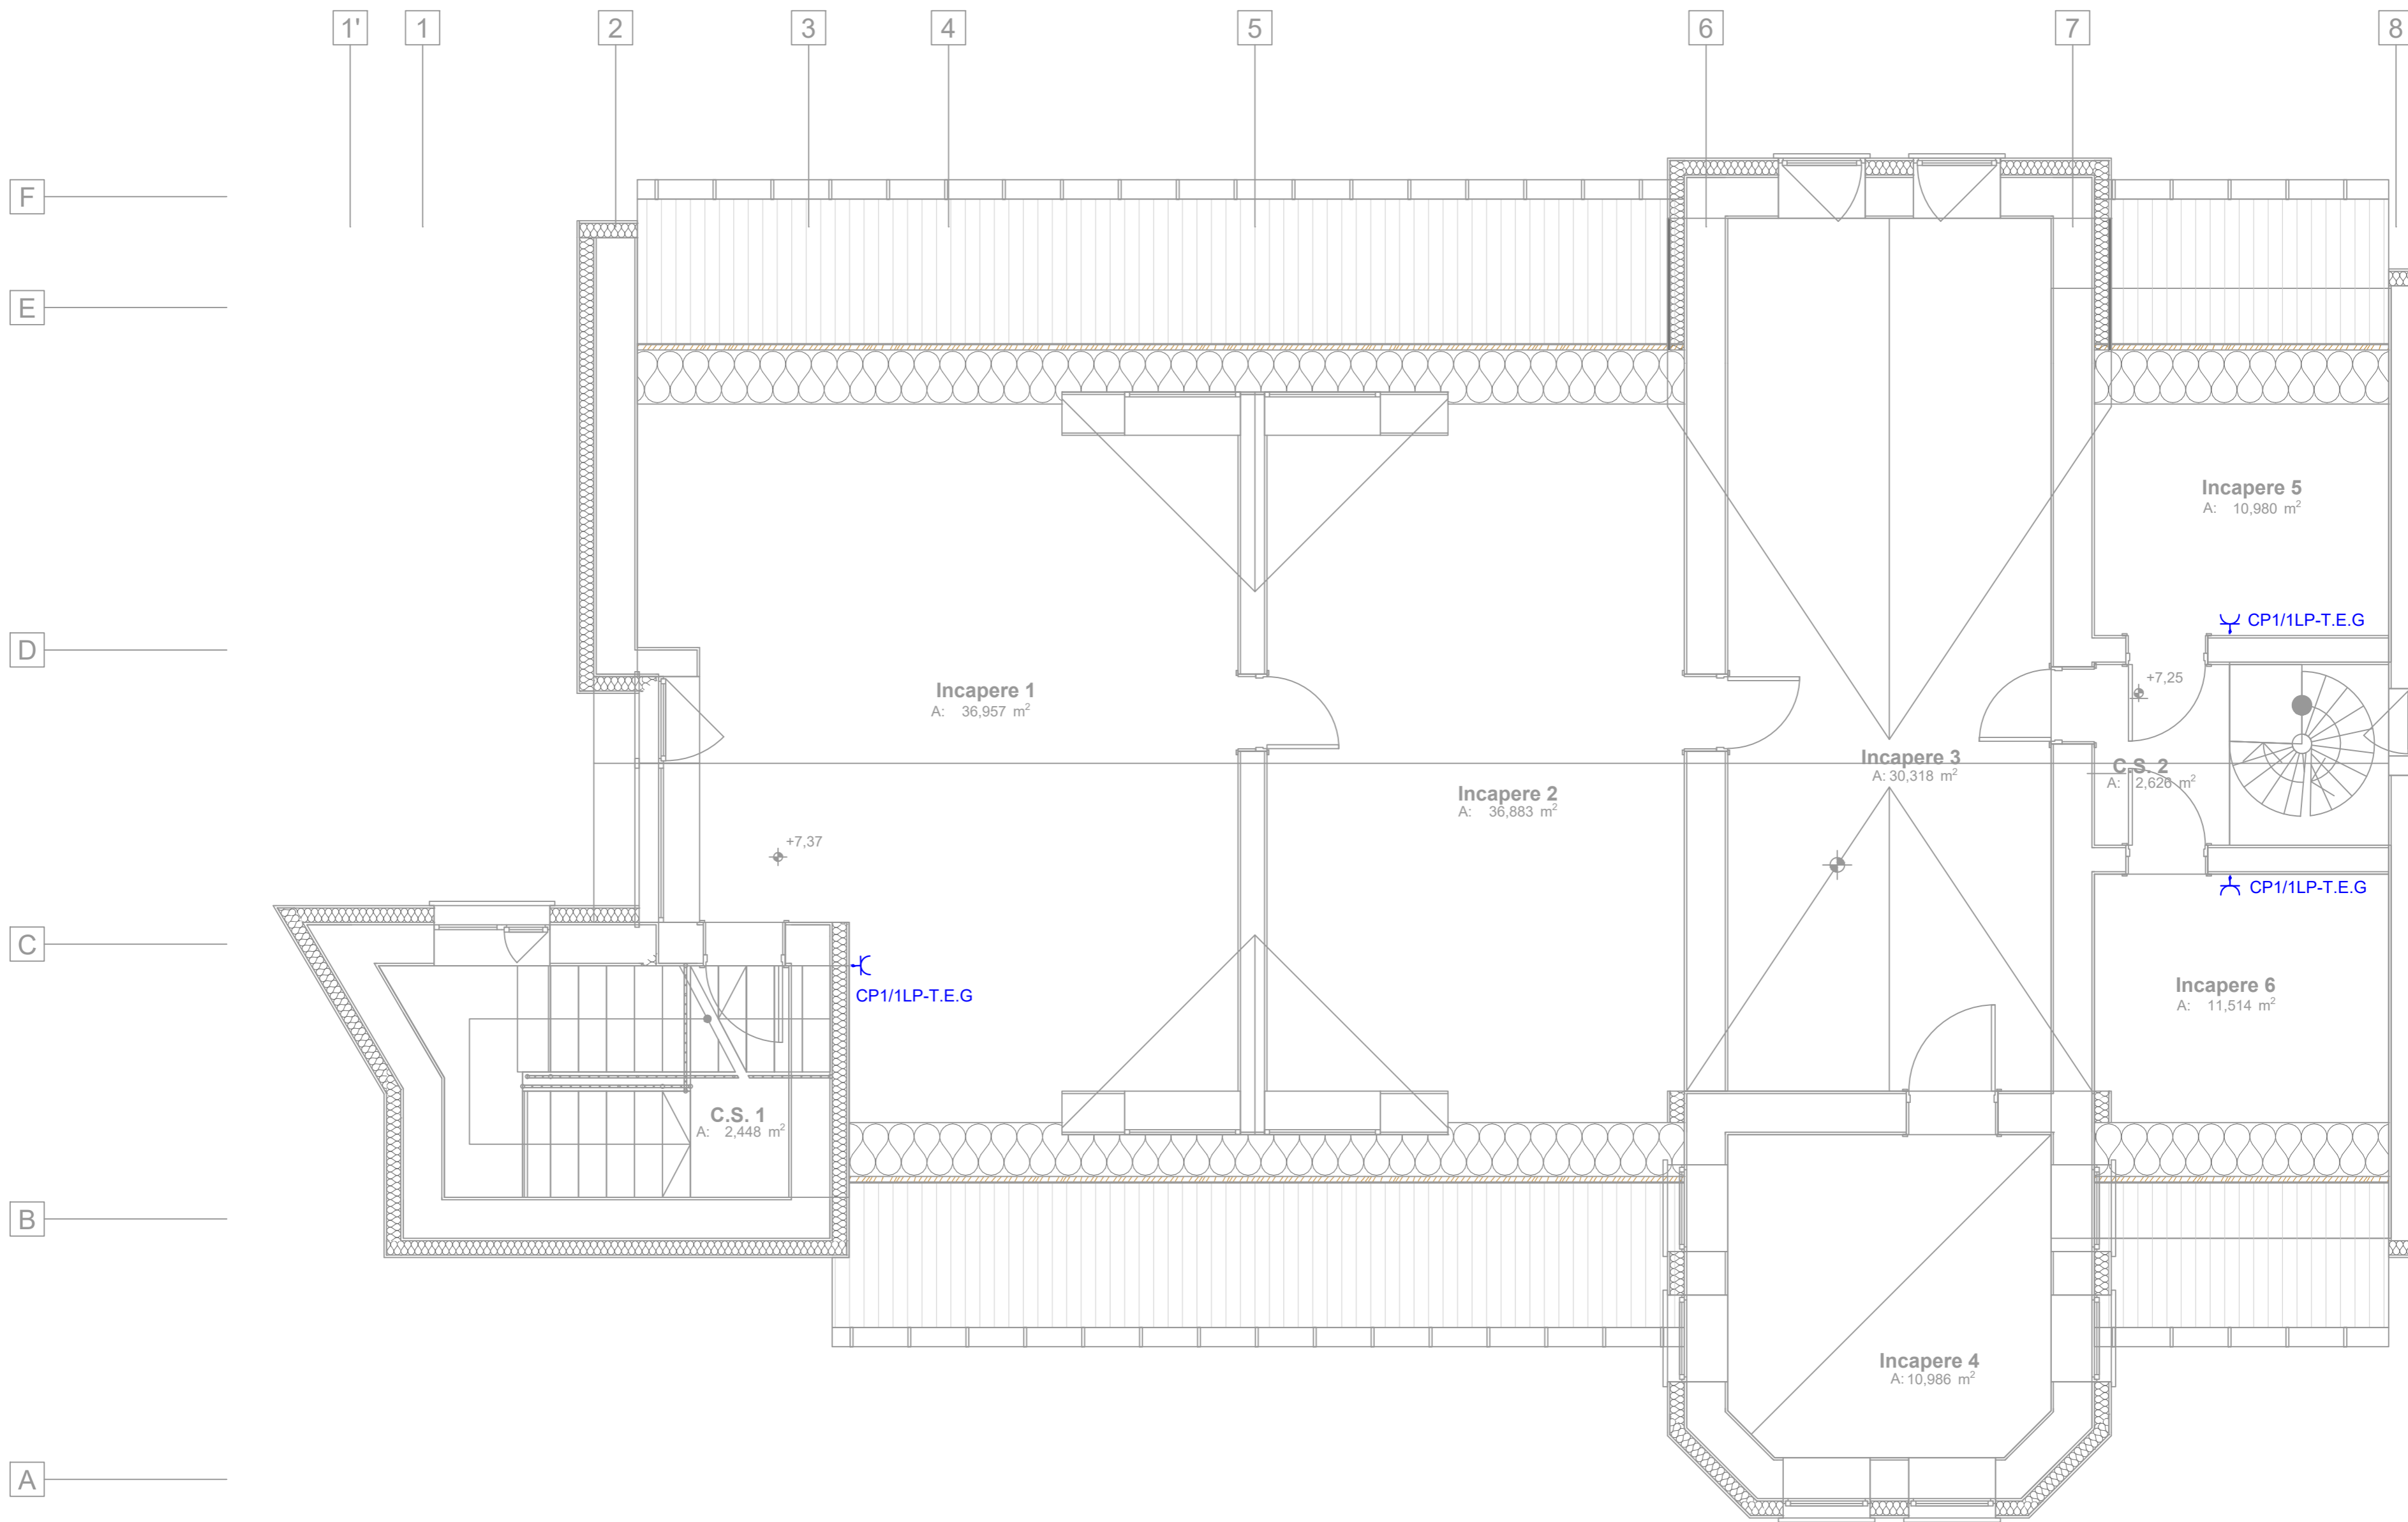 1' 1 2 3 4 5 6 7 8
F
E
D
C
B
A
Incapere 5
A: 10,980 m²
CP1/1LP-T.E.G
+7,25
Incapere 1
A: 36,957 m²
Incapere 3
A: 30,318 m²
C.S. 2
A: 2,626 m²
Incapere 2
A: 36,883 m²
+7,37
CP1/1LP-T.E.G
CP1/1LP-T.E.G
Incapere 6
A: 11,514 m²
C.S. 1
A: 2,448 m²
Incapere 4
A: 10,986 m²